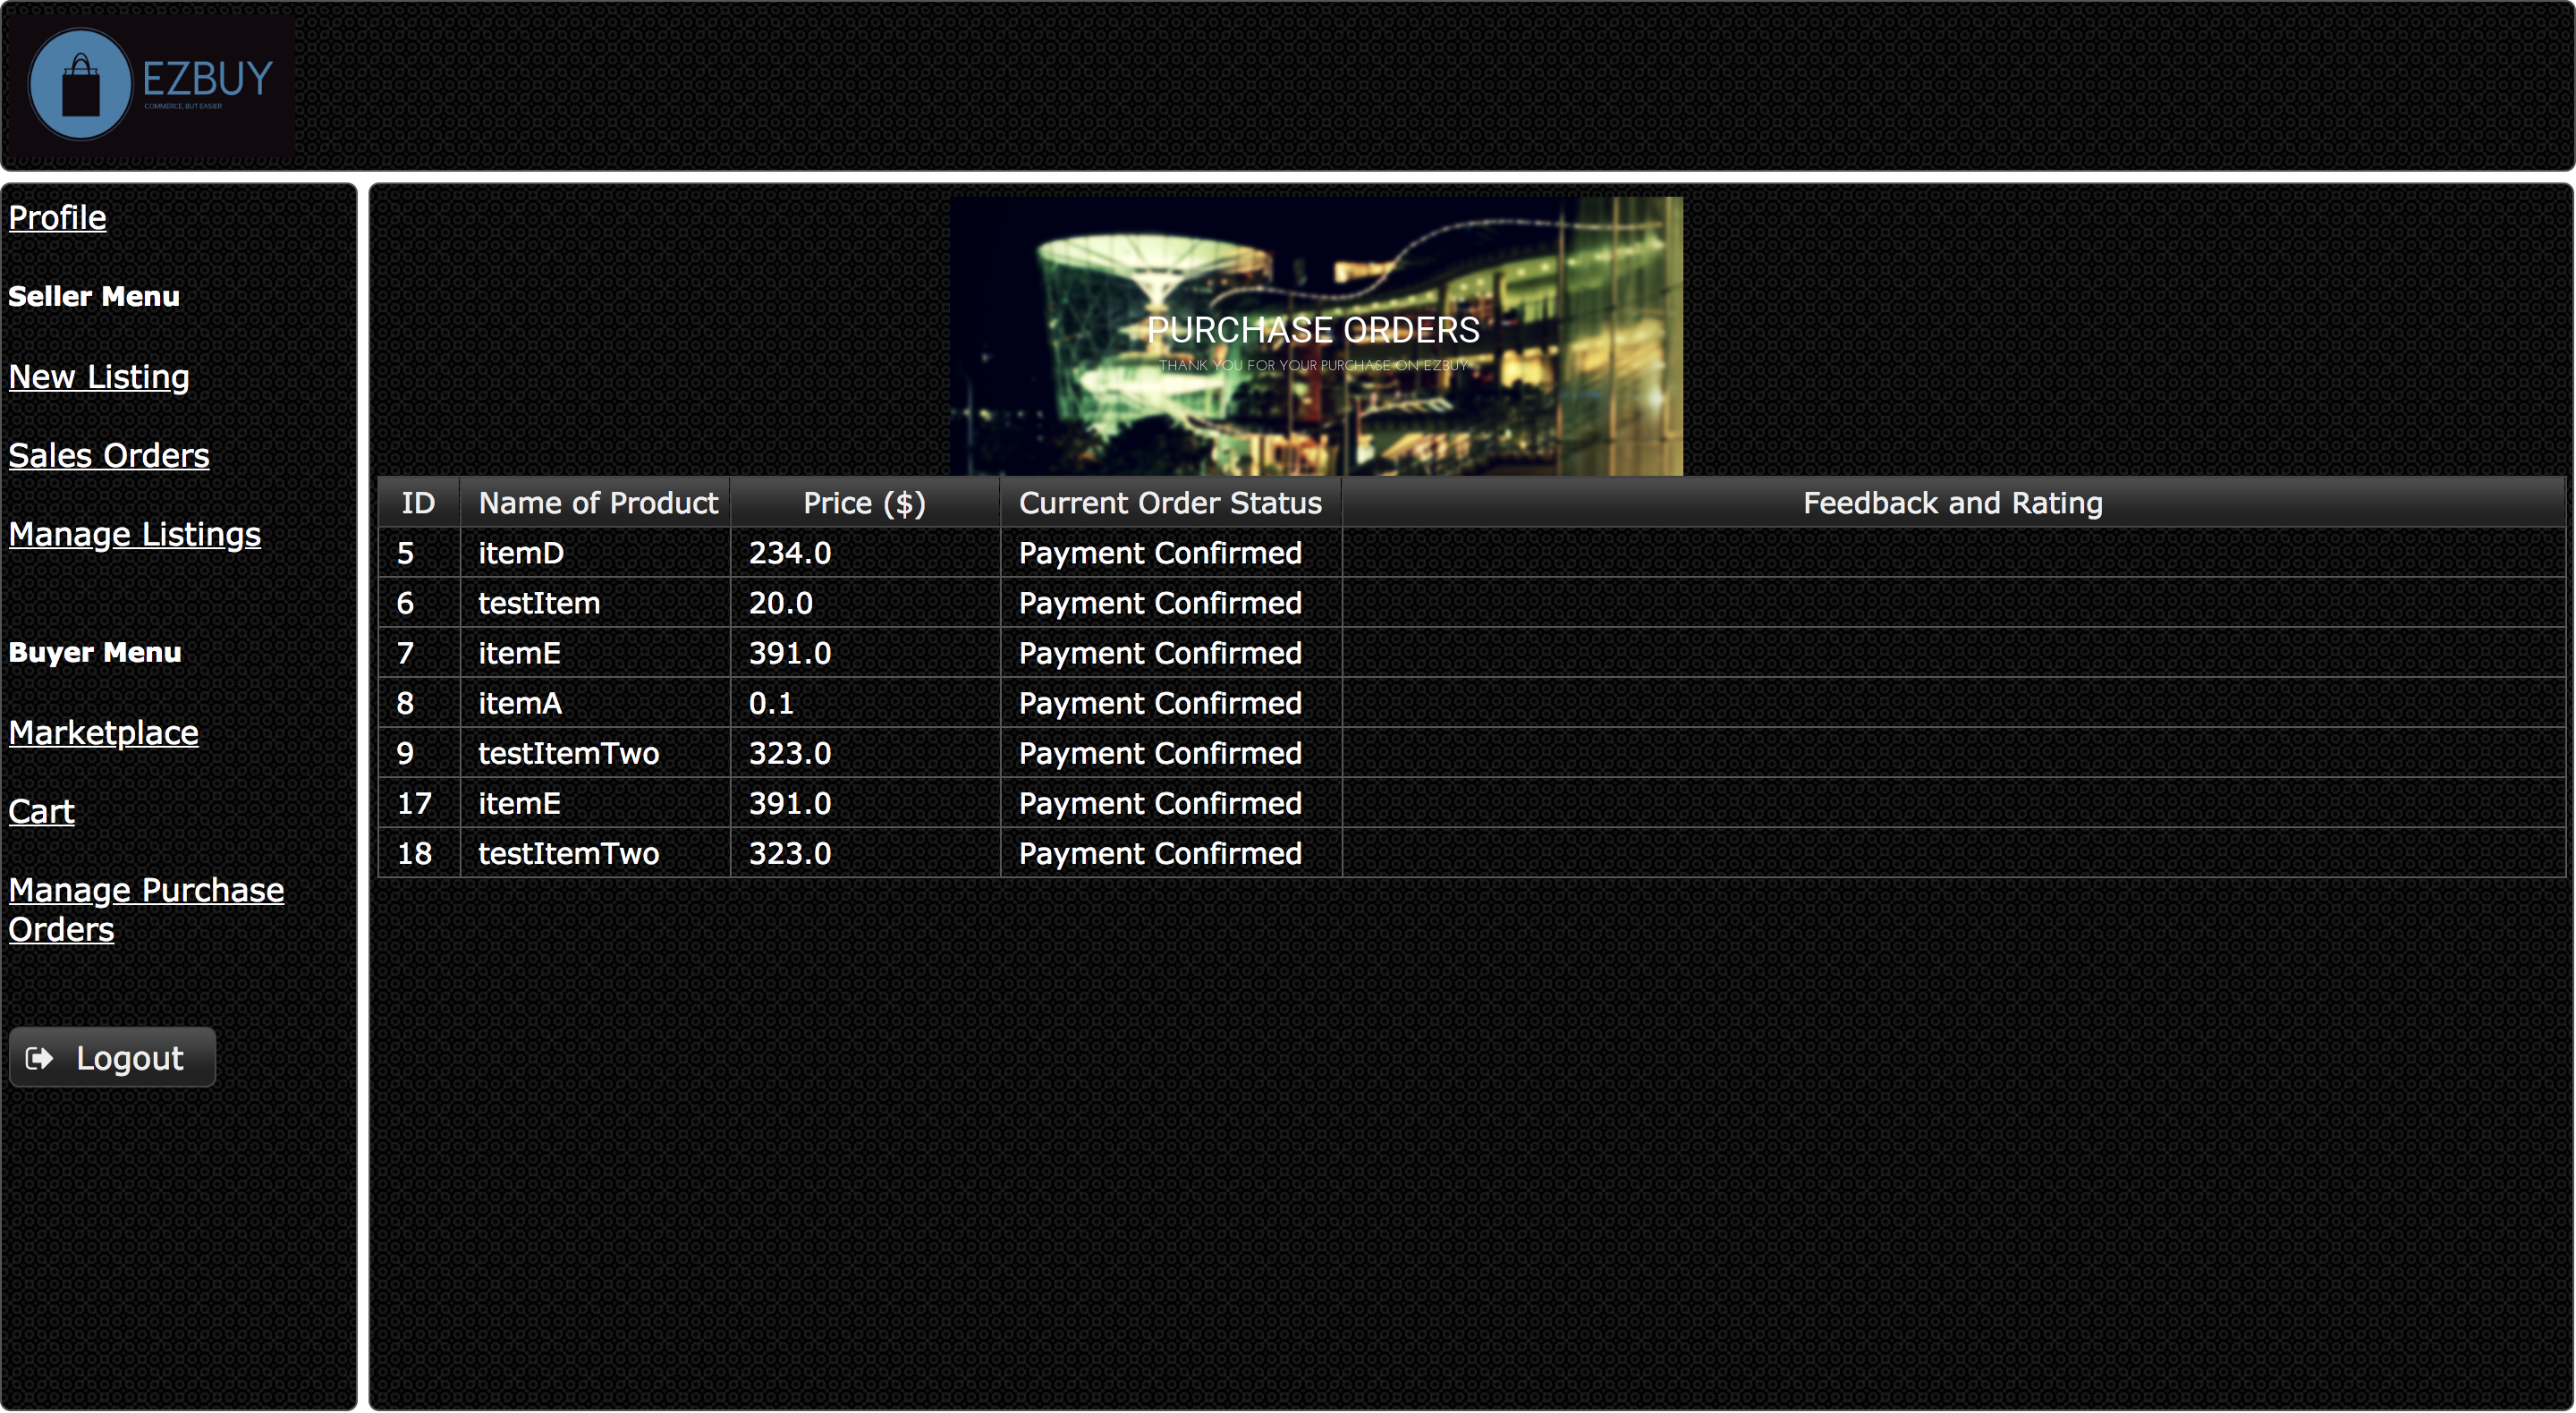 EZBUY
COMMERCE, BUT EASIER
Profile
Seller Menu
New Listing
Sales Orders
Manage Listings
Buyer Menu
Marketplace
Cart
Manage Purchase
Orders
Logout
PURCHASE ORDERS
THANK YOU FOR YOUR PURCHASE ON EZBUY
ID Name of Product Price ($) Current Order Status Feedback and Rating
5 itemD 234.0 Payment Confirmed
6 testItem 20.0 Payment Confirmed
7 itemE 391.0 Payment Confirmed
8 itemA 0.1 Payment Confirmed
9 testItemTwo 323.0 Payment Confirmed
17 itemE 391.0 Payment Confirmed
18 testItemTwo 323.0 Payment Confirmed